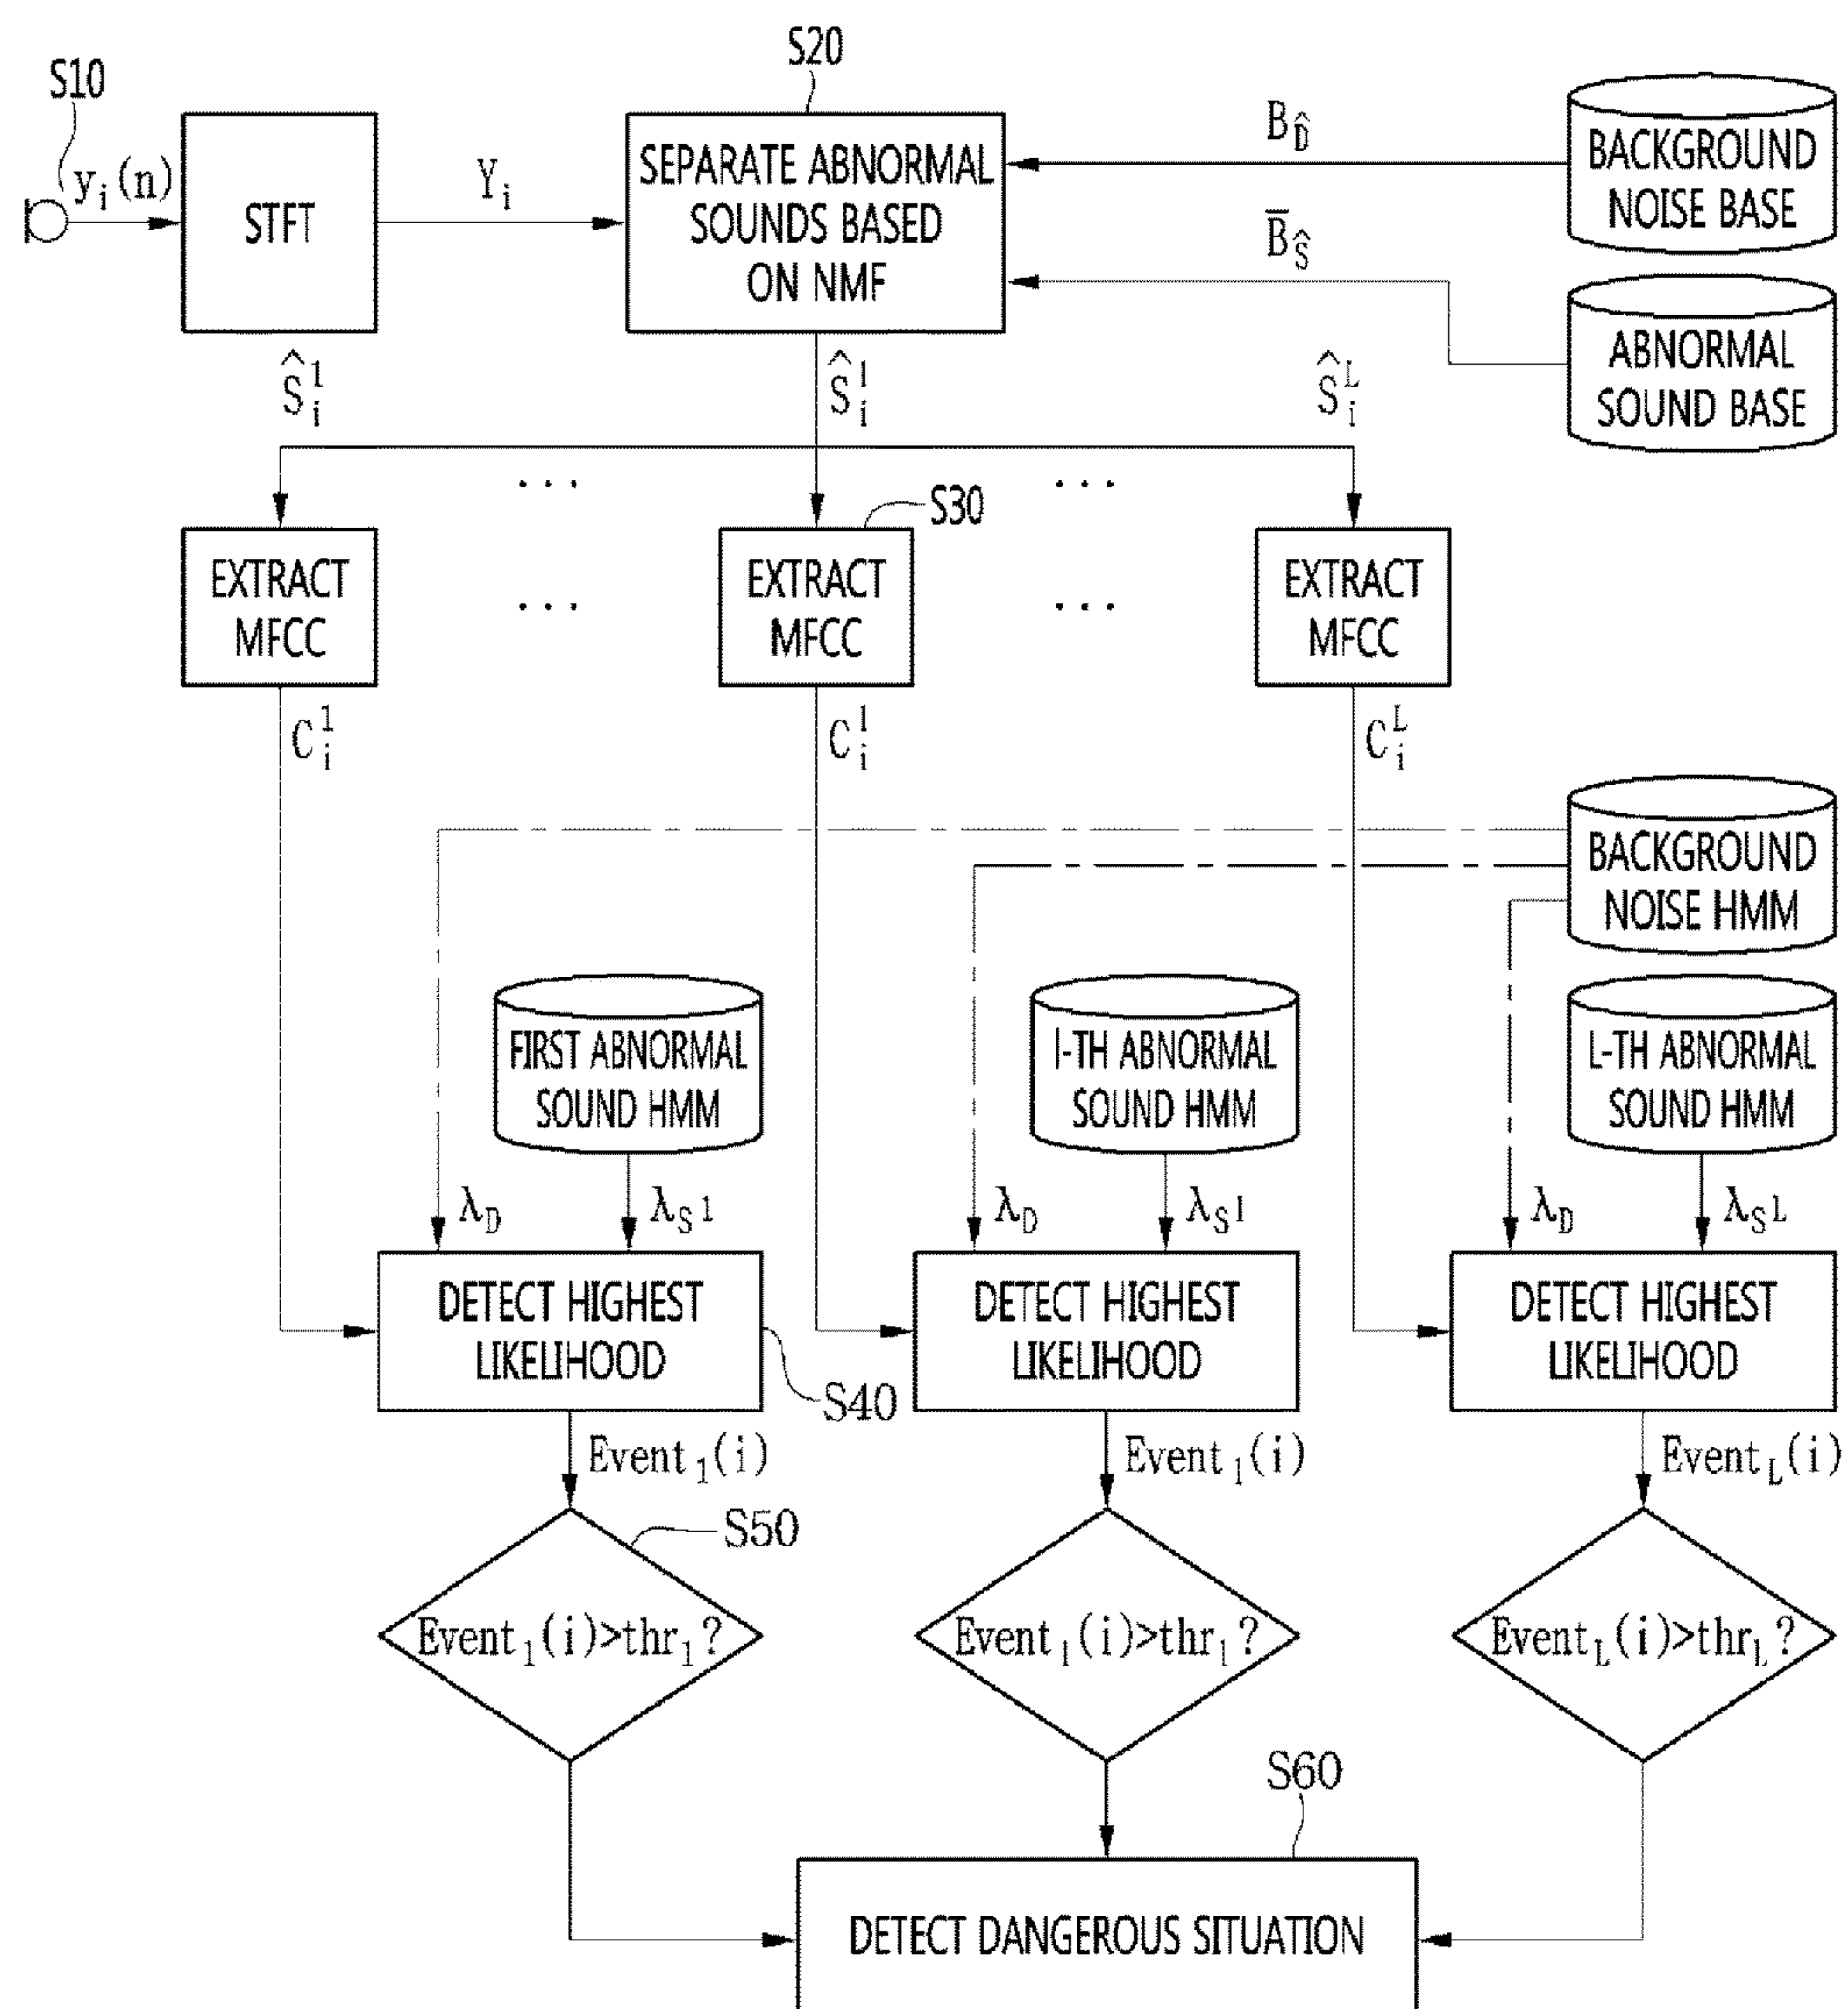 S10
S20
y_i(n)
STFT
Y_i
SEPARATE ABNORMAL
SOUNDS BASED
ON NMF
B_D̂
B̅_Ŝ
BACKGROUND
NOISE BASE
ABNORMAL
SOUND BASE
Ŝ_i^1
Ŝ_i^l
Ŝ_i^L
... ...
S30
EXTRACT
MFCC
...
EXTRACT
MFCC
...
EXTRACT
MFCC
C_i^1
C_i^l
C_i^L
BACKGROUND
NOISE HMM
FIRST ABNORMAL
SOUND HMM
l-TH ABNORMAL
SOUND HMM
L-TH ABNORMAL
SOUND HMM
λ_D
λ_S1
λ_D
λ_Sl
λ_D
λ_SL
DETECT HIGHEST
LIKELIHOOD
DETECT HIGHEST
LIKELIHOOD
DETECT HIGHEST
LIKELIHOOD
S40
Event_1(i)
Event_l(i)
Event_L(i)
S50
Event_1(i)>thr_1?
Event_l(i)>thr_l?
Event_L(i)>thr_L?
S60
DETECT DANGEROUS SITUATION